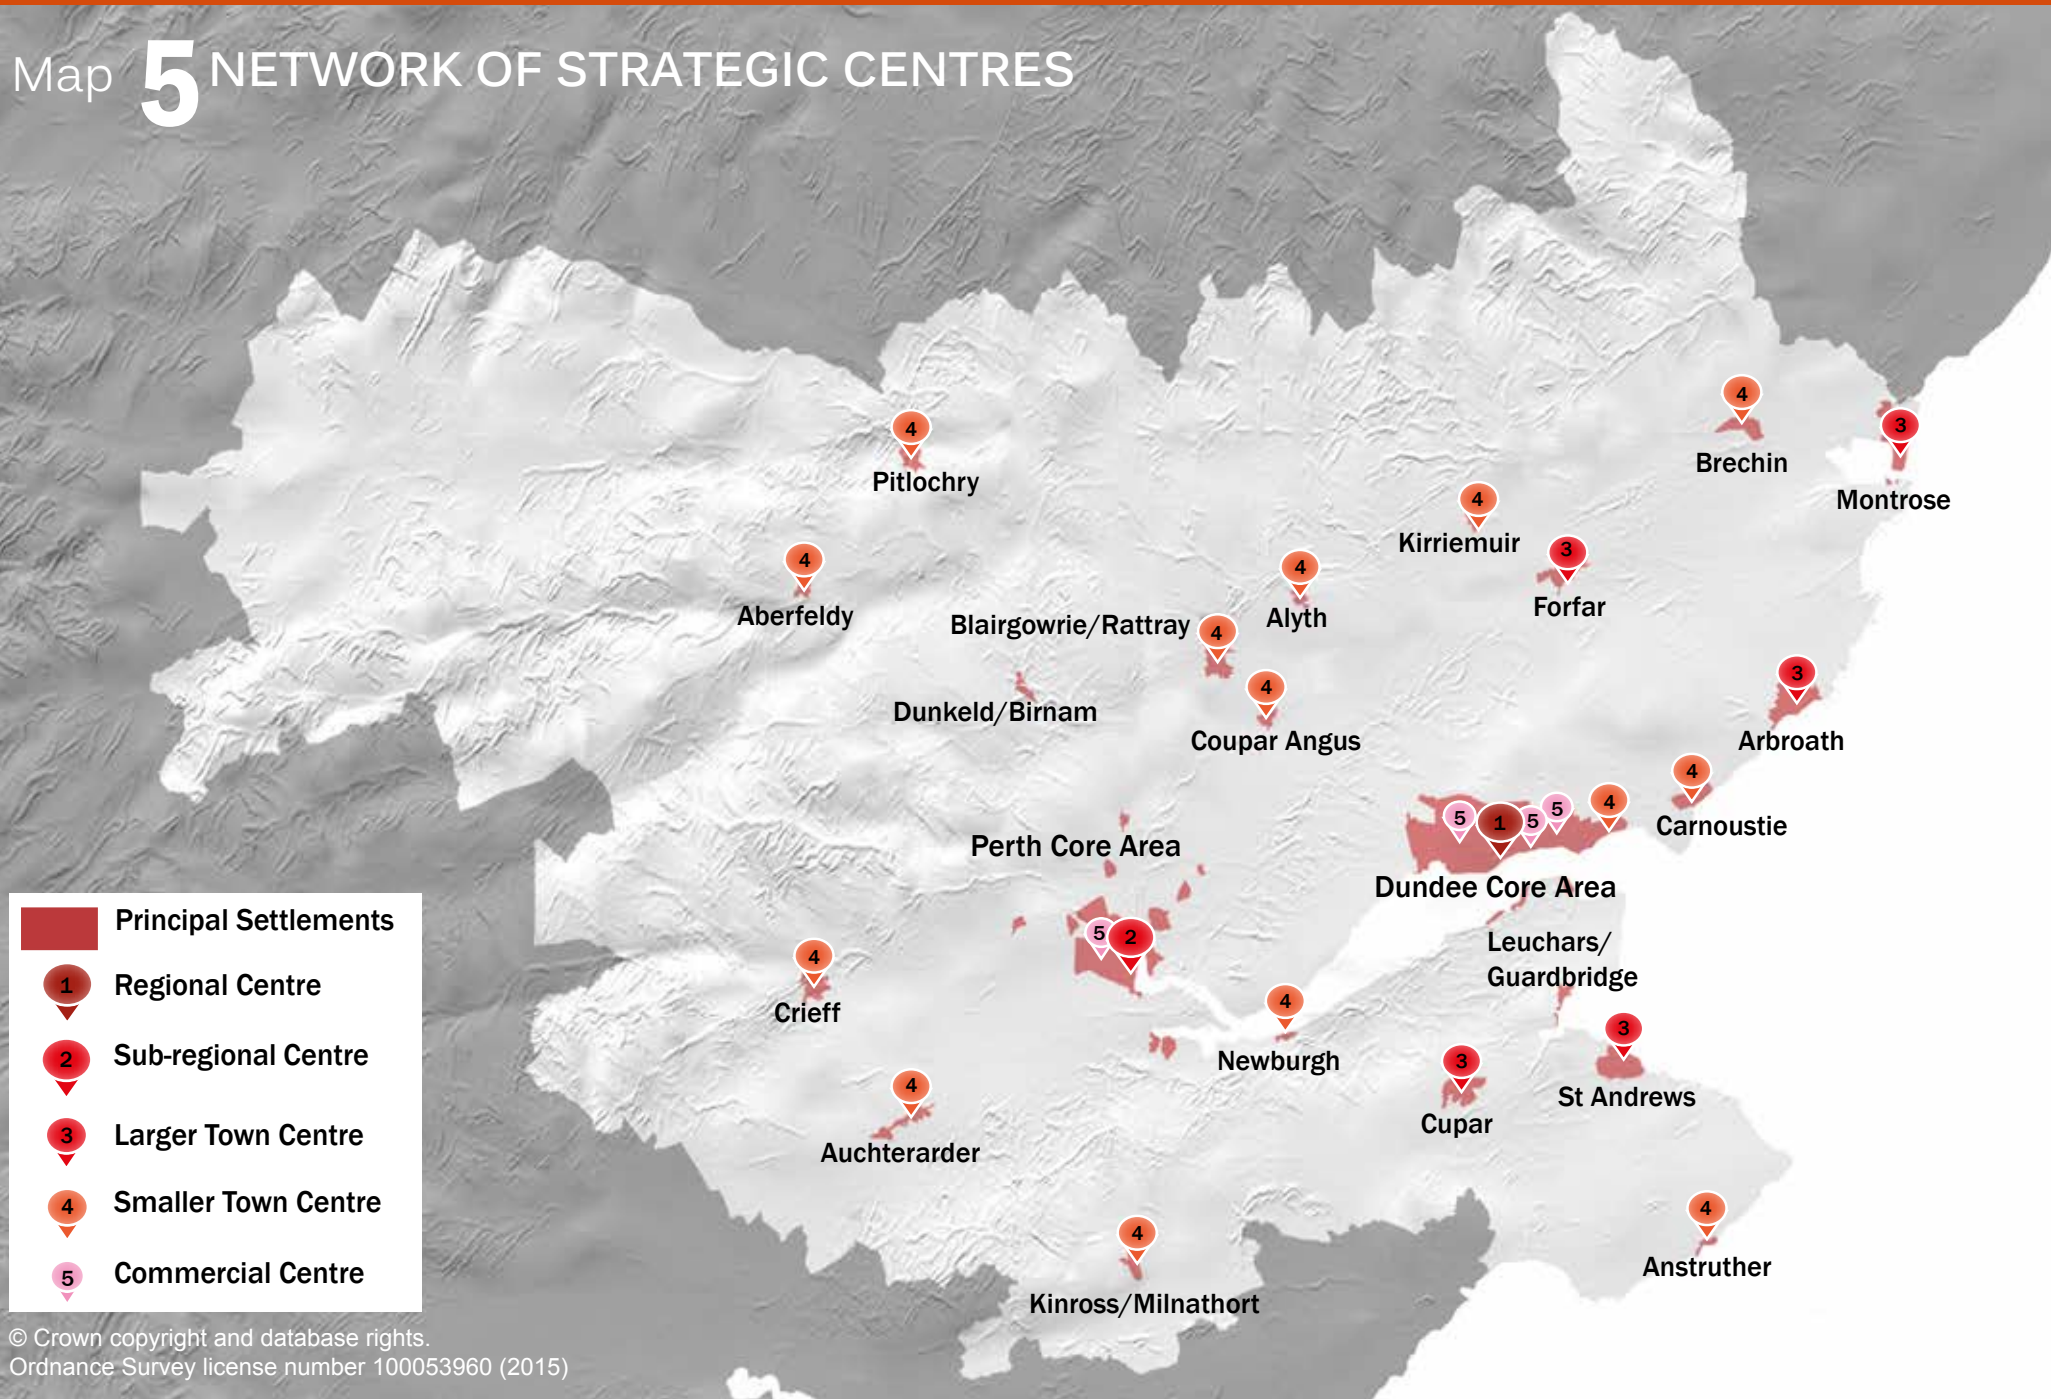 Map 5 NETWORK OF STRATEGIC CENTRES
4
Brechin
3
Montrose
4
Pitlochry
4
Kirriemuir
3
Forfar
4
Aberfeldy
4
Alyth
Blairgowrie/Rattray
4
Dunkeld/Birnam
4
Coupar Angus
3
Arbroath
4
Carnoustie
5
1
5
5
4
Dundee Core Area
Perth Core Area
5
2
Leuchars/
Guardbridge
4
Crieff
4
Newburgh
3
St Andrews
3
Cupar
4
Auchterarder
4
Anstruther
4
Kinross/Milnathort
Principal Settlements
1 Regional Centre
2 Sub-regional Centre
3 Larger Town Centre
4 Smaller Town Centre
5 Commercial Centre
© Crown copyright and database rights.
Ordnance Survey license number 100053960 (2015)